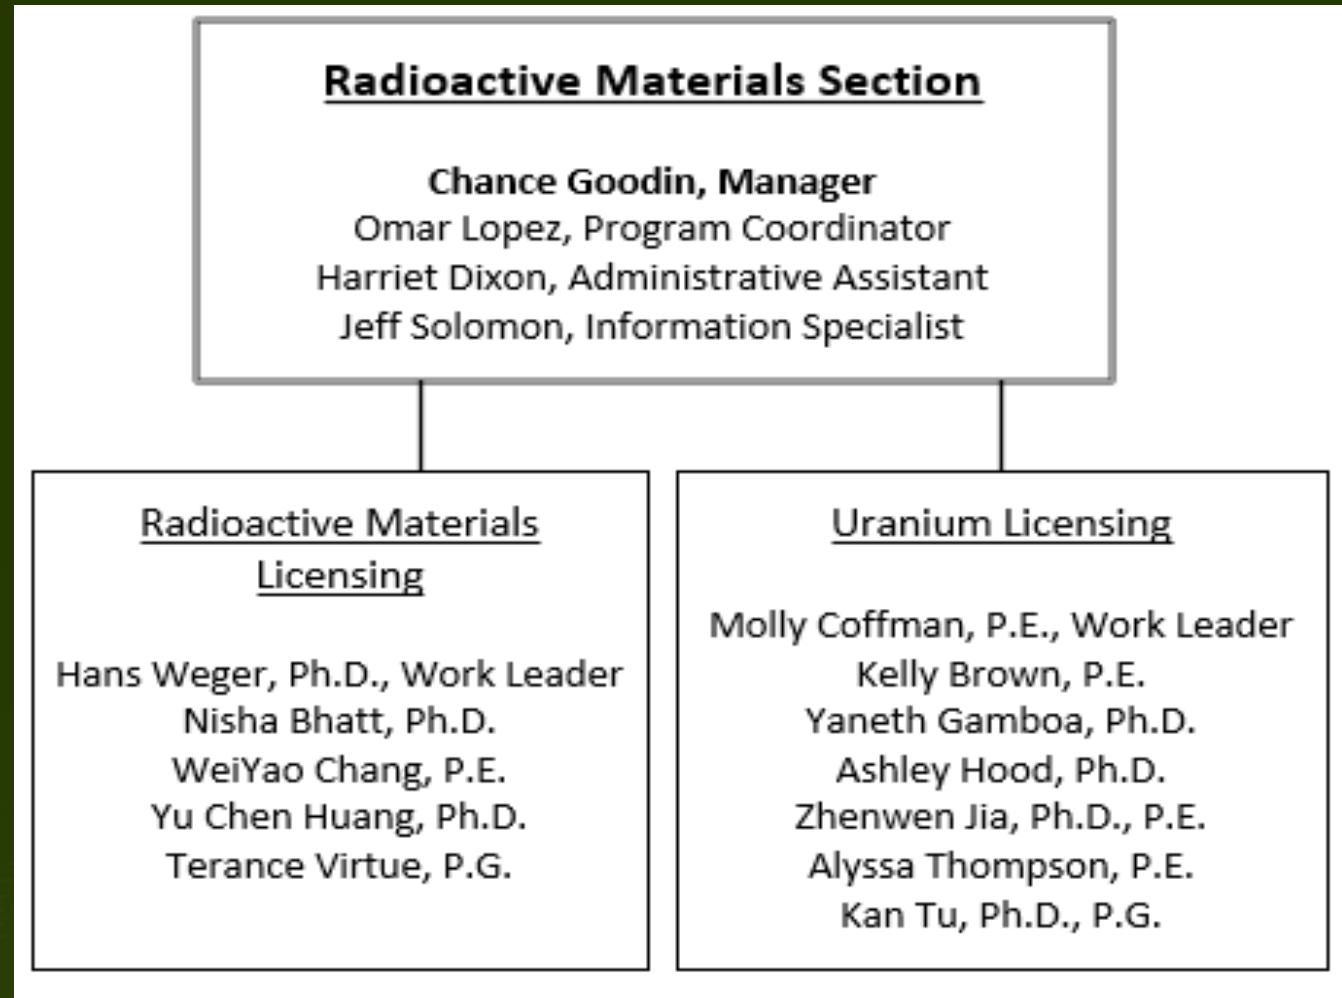 Radioactive Materials Section
Chance Goodin, Manager
Omar Lopez, Program Coordinator
Harriet Dixon, Administrative Assistant
Jeff Solomon, Information Specialist
Radioactive Materials
Licensing
Hans Weger, Ph.D., Work Leader
Nisha Bhatt, Ph.D.
WeiYao Chang, P.E.
Yu Chen Huang, Ph.D.
Terance Virtue, P.G.
Uranium Licensing
Molly Coffman, P.E., Work Leader
Kelly Brown, P.E.
Yaneth Gamboa, Ph.D.
Ashley Hood, Ph.D.
Zhenwen Jia, Ph.D., P.E.
Alyssa Thompson, P.E.
Kan Tu, Ph.D., P.G.